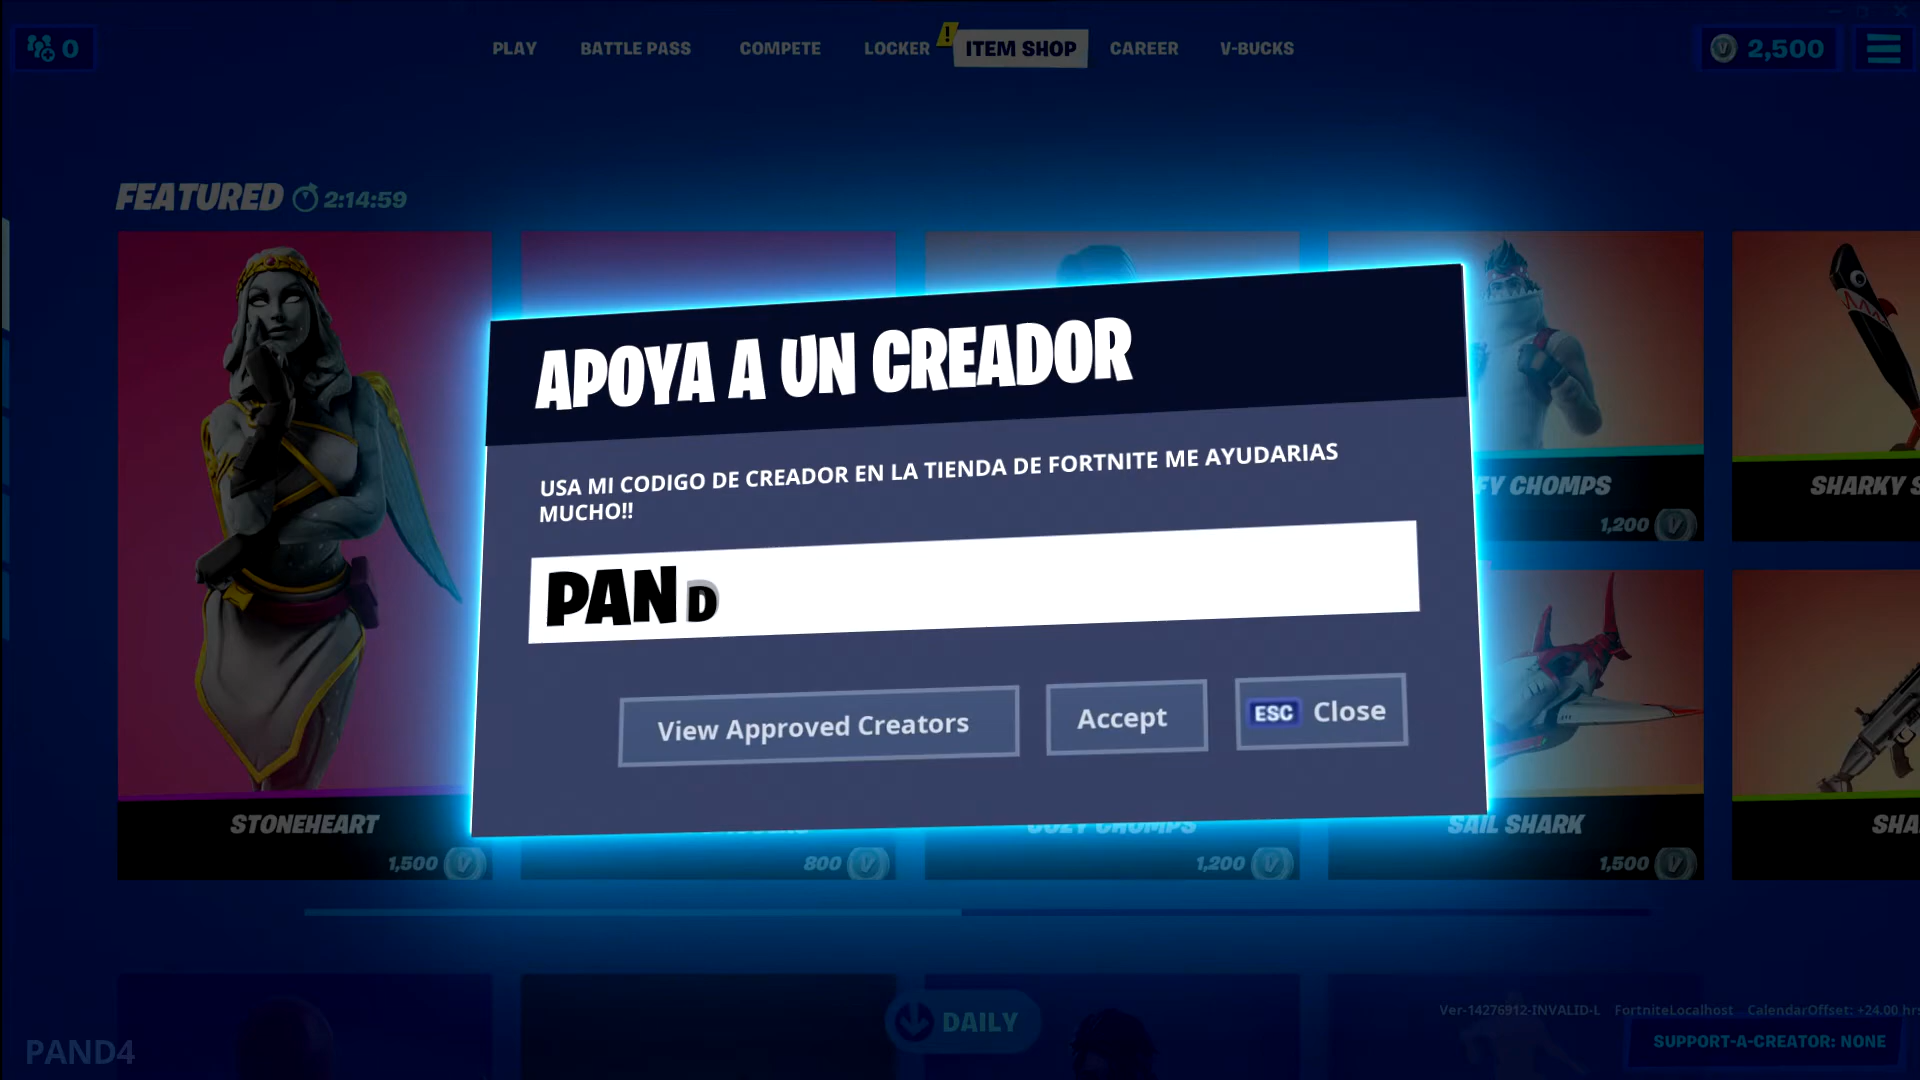 0
PLAY
BATTLE PASS
COMPETE
LOCKER
!
ITEM SHOP
CAREER
V-BUCKS
2,500
FEATURED 2:14:59
APOYA A UN CREADOR
USA MI CODIGO DE CREADOR EN LA TIENDA DE FORTNITE ME AYUDARIAS
MUCHO!!
PAND
View Approved Creators
Accept
ESC Close
FY CHOMPS
1,200
SHARKY S
STONEHEART
1,500
800
COZY CHOMPS
1,200
SAIL SHARK
1,500
SHA
DAILY
Ver-14276912-INVALID-L FortniteLocalhost CalendarOffset: +24.00 hrs
SUPPORT-A-CREATOR: NONE
PAND4